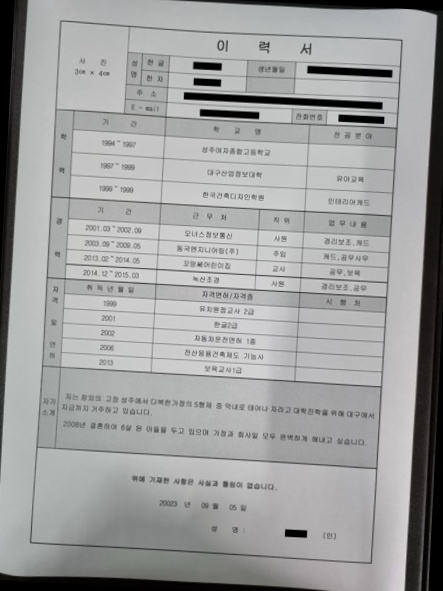 이 력 서
사 진
3cm × 4cm
성명 한글 생년월일
한자
주 소
E-mail 전화번호
학력 기 간 학 교 명 전공분야
1994~1997 성주여자종합고등학교
1997~1999 대구산업정보대학 유아교육
1998~1999 한국건축디자인학원 인테리어캐드
경력 기 간 근 무 처 직위 업무내용
2001.03~2002.09 오너스정보통신 사원 경리보조,캐드
2003.09~2009.05 동국엔지니어링(주) 주임 캐드,공무사무
2013.02~2014.05 꼬망쎄어린이집 교사 공무,보육
2014.12~2015.03 녹산조경 사원 경리보조,공무
자격 및 면허 취득년월일 자격면허/자격증 시 행 처
1999 유치원정교사 2급
2001 한글2급
2002 자동차운전면허 1종
2006 전산응용건축제도 기능사
2013 보육교사1급
자기소개
저는 참외의 고장 성주에서 다복한가정의 5형제 중 막내로 태어나 자라고 대학진학을 위해 대구에서
지금까지 거주하고 있습니다.
2008년 결혼하여 6살 된 아들을 두고 있으며 가정과 회사일 모두 완벽하게 해내고 싶습니다.
위에 기재한 사항은 사실과 틀림이 없습니다.
20023 년 09 월 05 일
성 명 : (인)